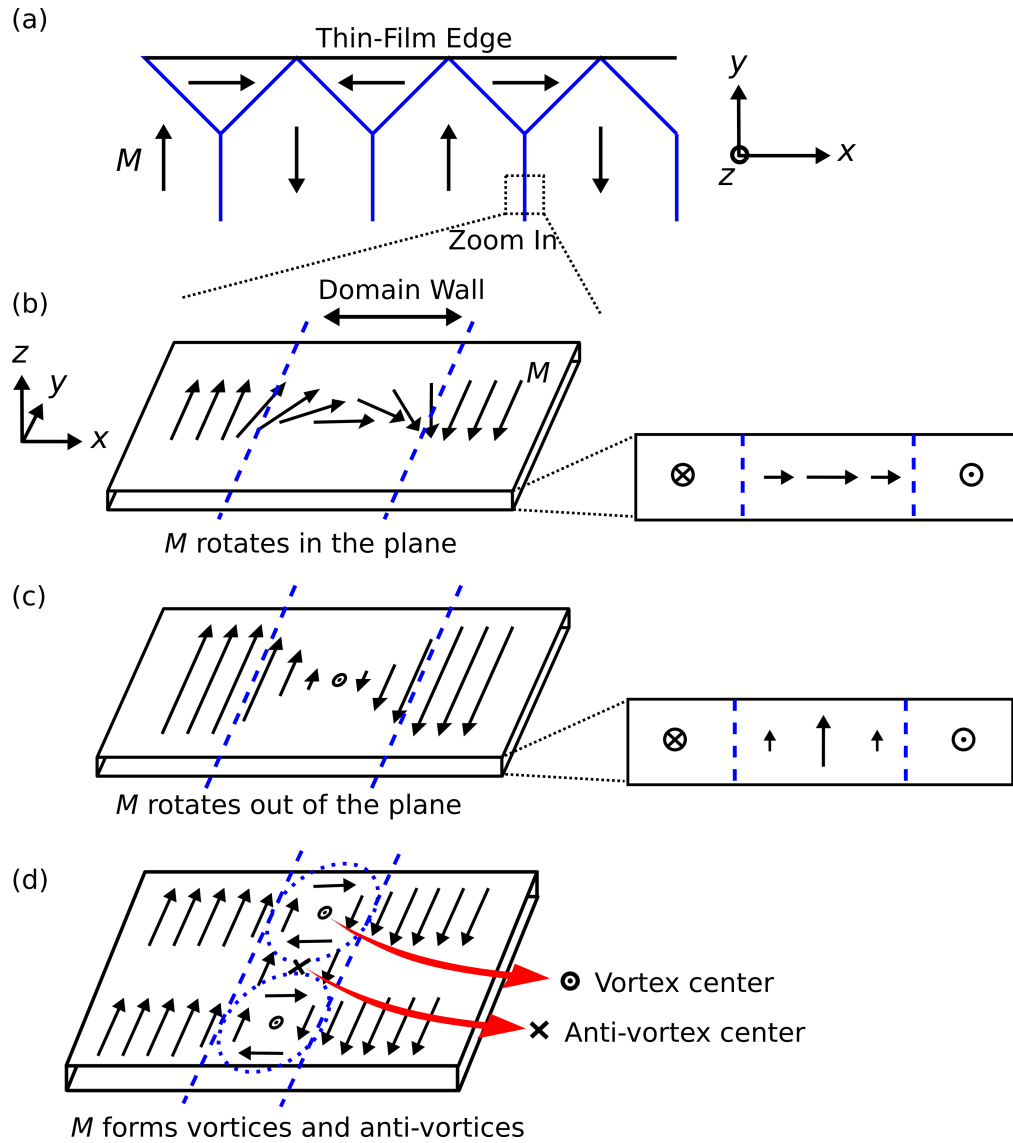 (a)
Thin-Film Edge
y
M
x
z
Zoom In
(b)
Domain Wall
z
y
M
x
M rotates in the plane
(c)
M rotates out of the plane
(d)
Vortex center
Anti-vortex center
M forms vortices and anti-vortices